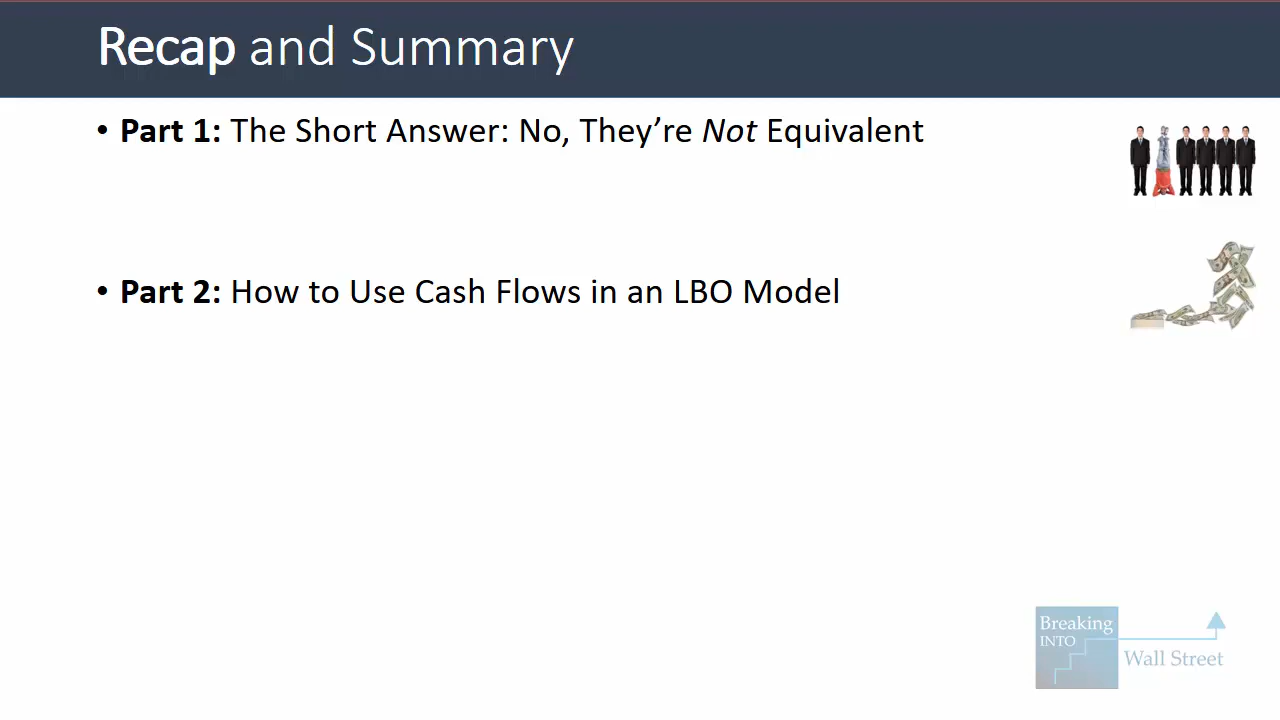 Recap and Summary
• Part 1: The Short Answer: No, They’re Not Equivalent
• Part 2: How to Use Cash Flows in an LBO Model
Breaking
INTO
Wall Street